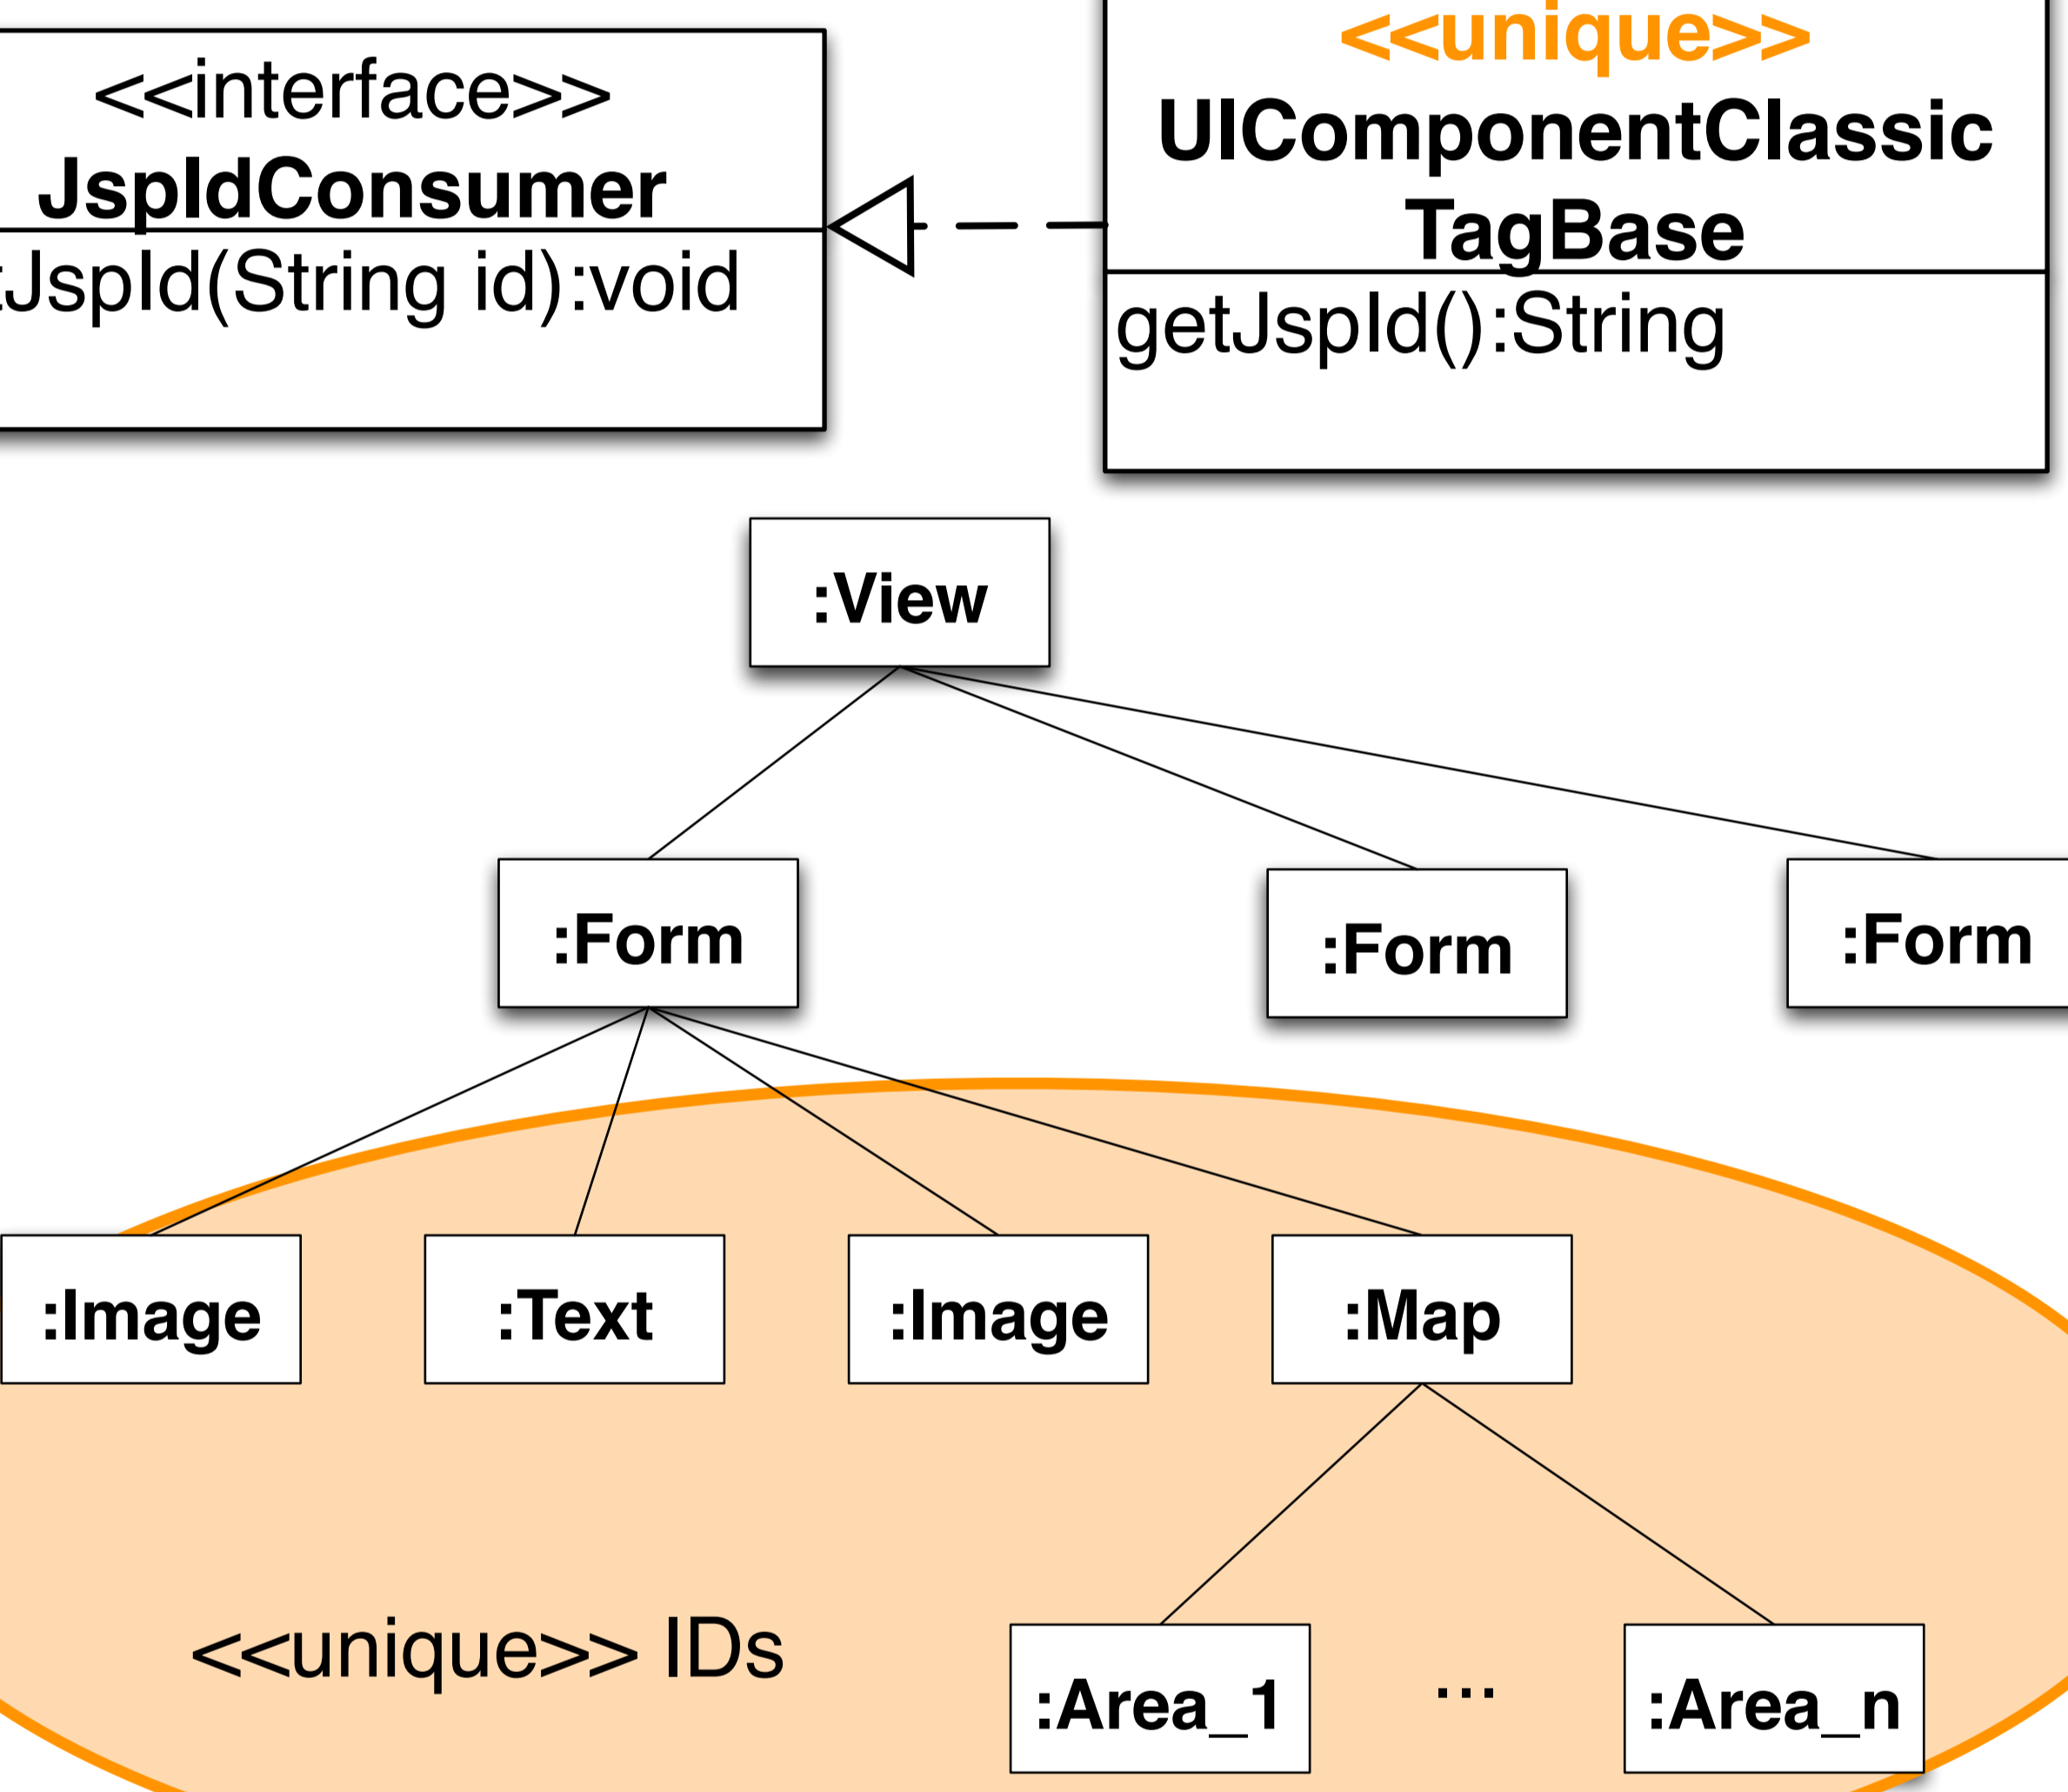 <<interface>>
JspIdConsumer
tJspId(String id):void
<<unique>>
UIComponentClassic
TagBase
getJspId():String
:View
:Form
:Form
:Form
:Image
:Text
:Image
:Map
<<unique>> IDs
:Area_1
...
:Area_n